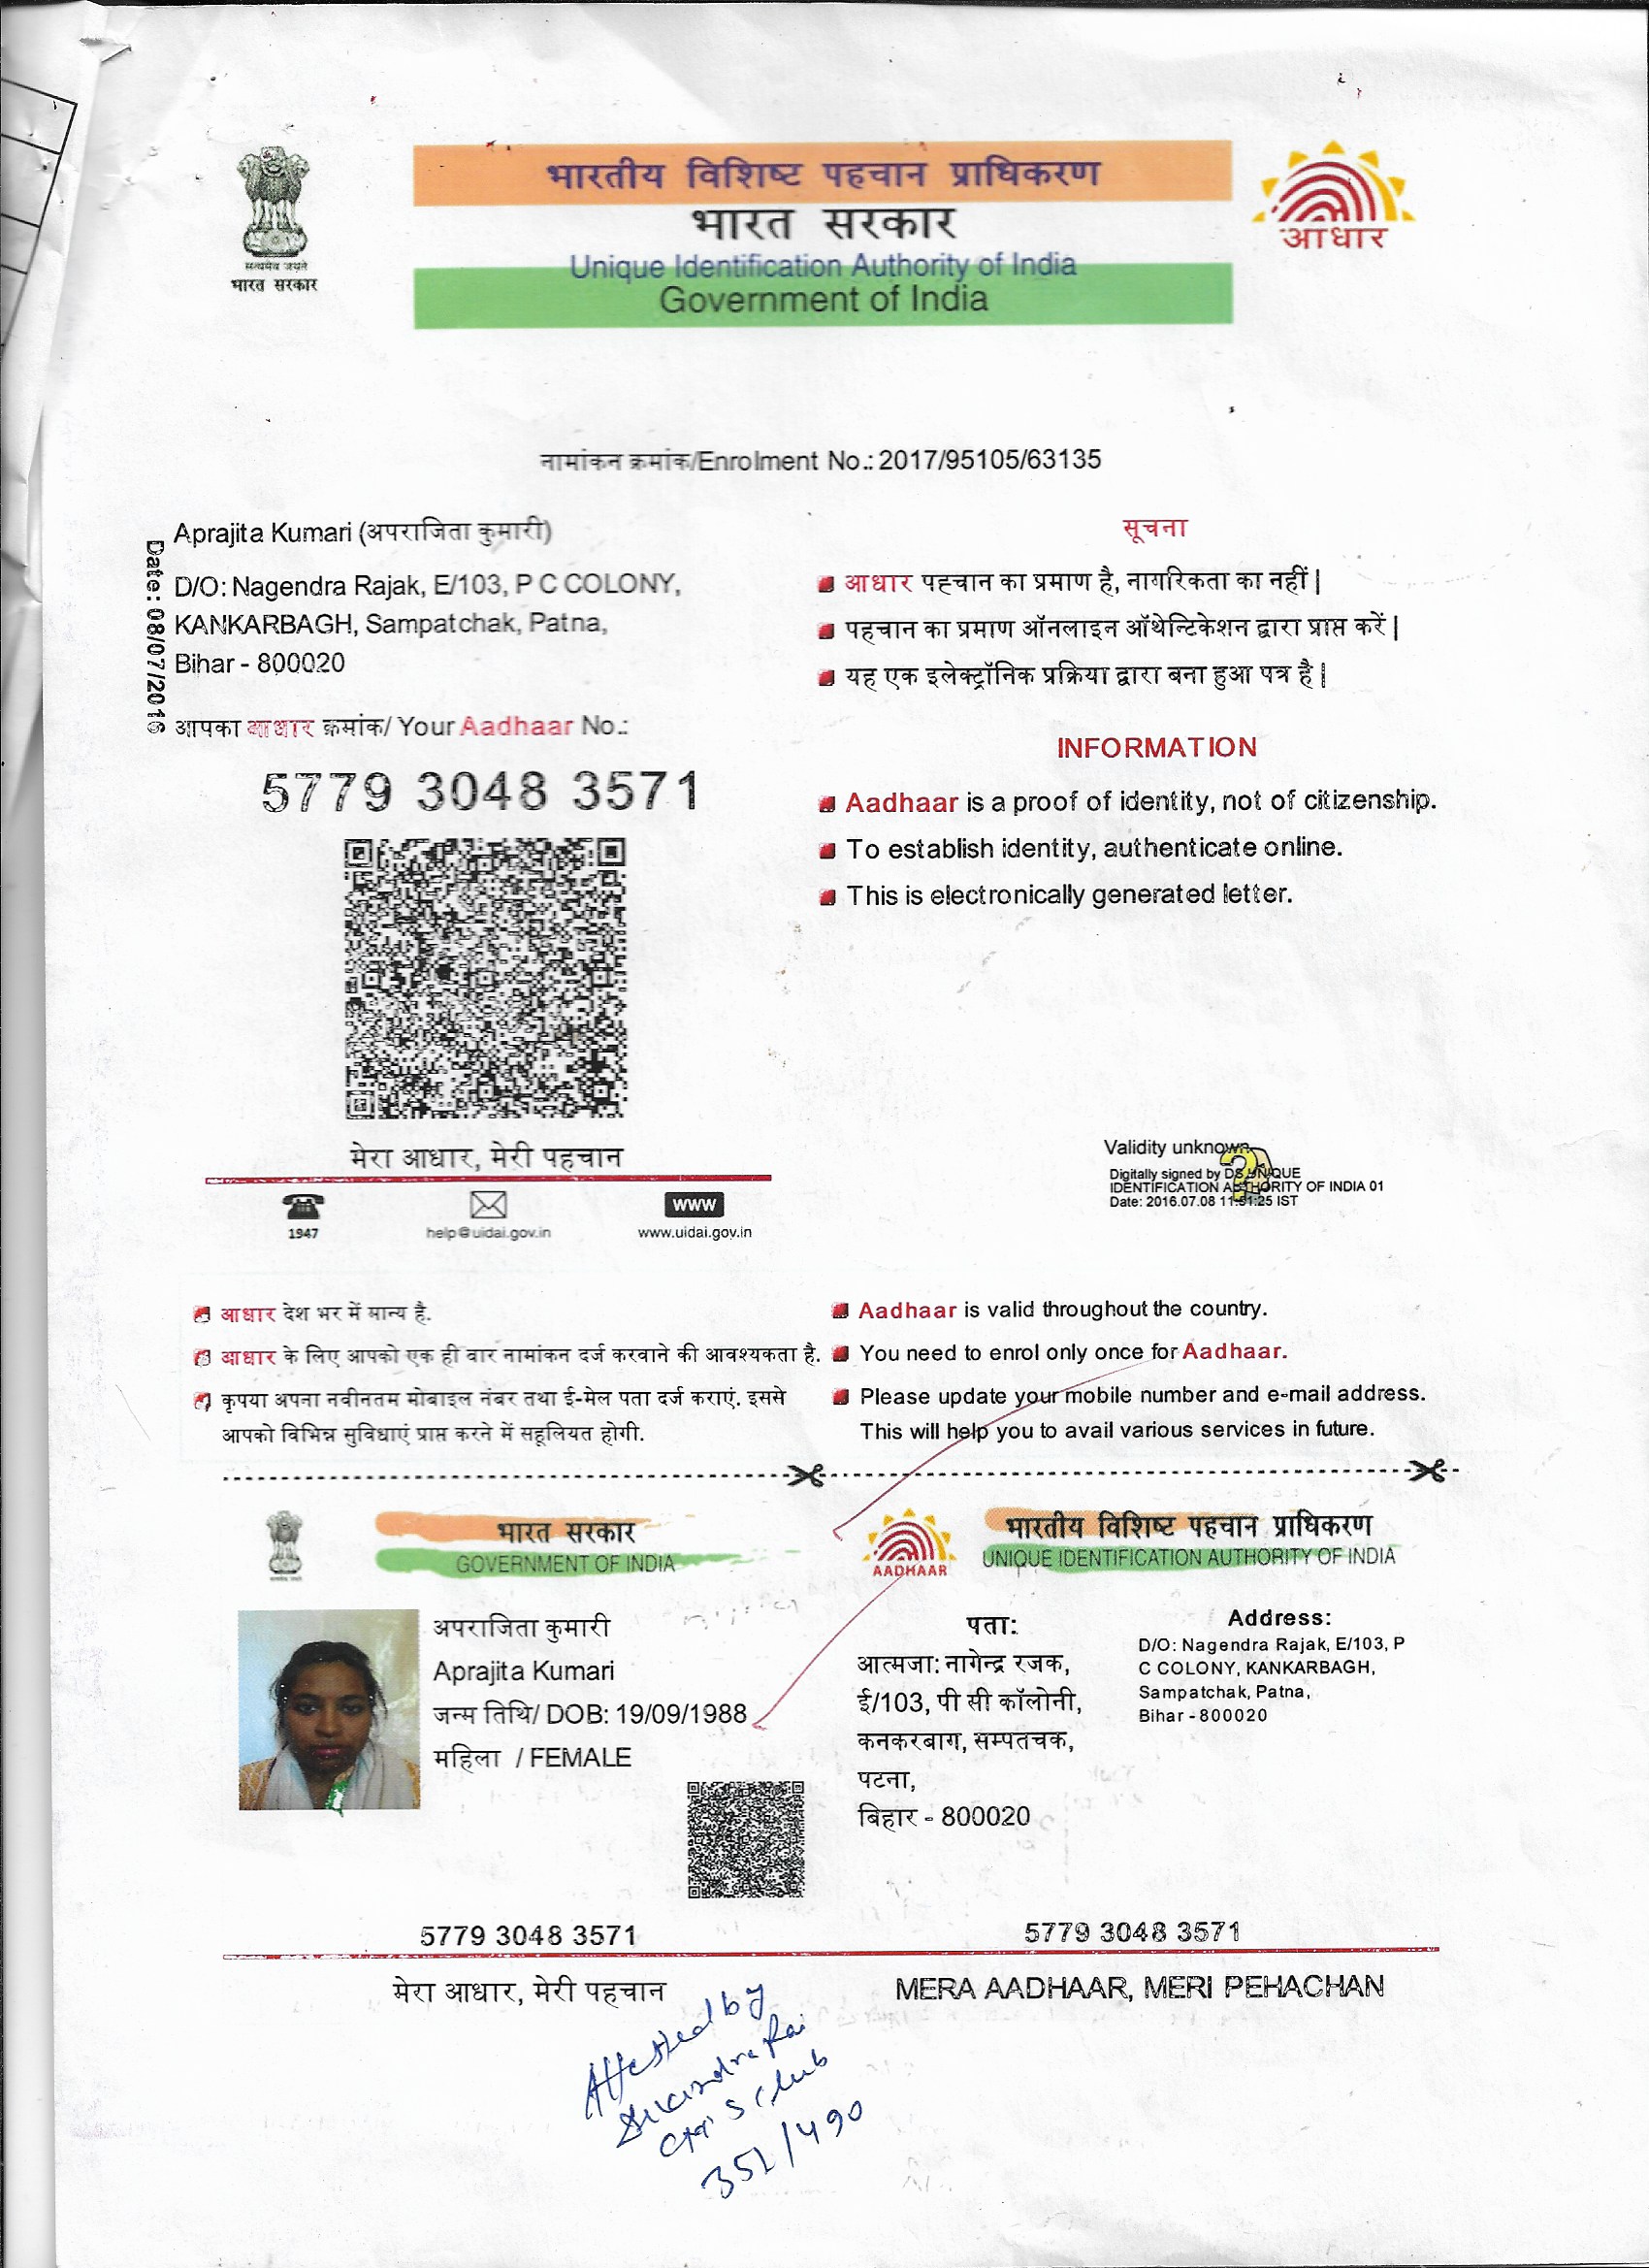 भारतीय विशिष्ट पहचान प्राधिकरण
भारत सरकार
Unique Identification Authority of India
Government of India
सत्यमेव जयते
भारत सरकार
आधार
नामांकन क्रमांक/Enrolment No.: 2017/95105/63135
Date: 08/07/2016
Aprajita Kumari (अपराजिता कुमारी)
D/O: Nagendra Rajak, E/103, P C COLONY,
KANKARBAGH, Sampatchak, Patna,
Bihar - 800020
आपका आधार क्रमांक/ Your Aadhaar No.:
5779 3048 3571
मेरा आधार, मेरी पहचान
1947
help@uidai.gov.in
www
www.uidai.gov.in
सूचना
आधार पहचान का प्रमाण है, नागरिकता का नहीं |
पहचान का प्रमाण ऑनलाइन ऑथेन्टिकेशन द्वारा प्राप्त करें |
यह एक इलेक्ट्रॉनिक प्रक्रिया द्वारा बना हुआ पत्र है |
INFORMATION
Aadhaar is a proof of identity, not of citizenship.
To establish identity, authenticate online.
This is electronically generated letter.
Validity unknown
Digitally signed by DS UNIQUE
IDENTIFICATION AUTHORITY OF INDIA 01
Date: 2016.07.08 11:51:25 IST
आधार देश भर में मान्य है.
आधार के लिए आपको एक ही बार नामांकन दर्ज करवाने की आवश्यकता है.
कृपया अपना नवीनतम मोबाइल नंबर तथा ई-मेल पता दर्ज कराएं. इससे
आपको विभिन्न सुविधाएं प्राप्त करने में सहूलियत होगी.
Aadhaar is valid throughout the country.
You need to enrol only once for Aadhaar.
Please update your mobile number and e-mail address.
This will help you to avail various services in future.
भारत सरकार
GOVERNMENT OF INDIA
अपराजिता कुमारी
Aprajita Kumari
जन्म तिथि/ DOB: 19/09/1988
महिला / FEMALE
5779 3048 3571
मेरा आधार, मेरी पहचान
AADHAAR
भारतीय विशिष्ट पहचान प्राधिकरण
UNIQUE IDENTIFICATION AUTHORITY OF INDIA
पता:
आत्मजा: नागेन्द्र रजक,
ई/103, पी सी कॉलोनी,
कनकरबाग, सम्पतचक,
पटना,
बिहार - 800020
Address:
D/O: Nagendra Rajak, E/103, P
C COLONY, KANKARBAGH,
Sampatchak, Patna,
Bihar - 800020
5779 3048 3571
MERA AADHAAR, MERI PEHACHAN
Attested by